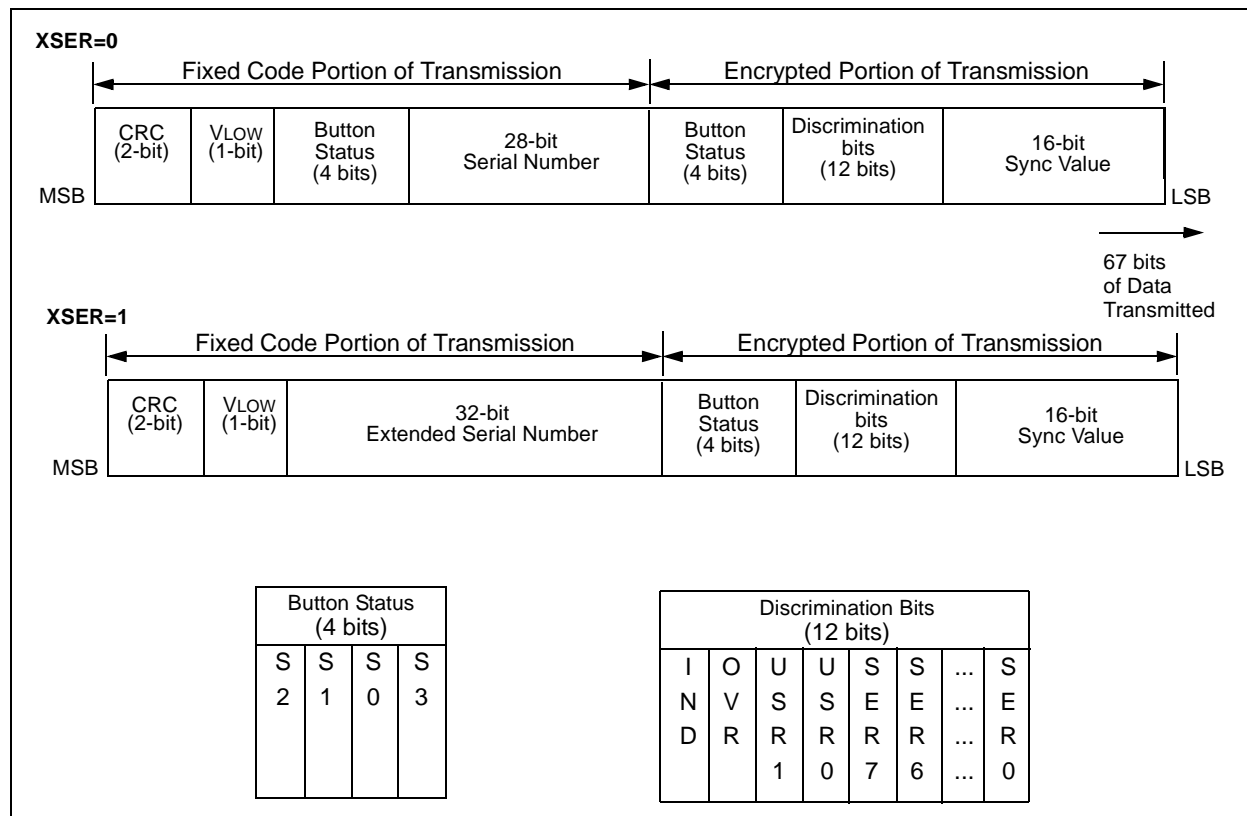 XSER=0
Fixed Code Portion of Transmission
Encrypted Portion of Transmission
CRC
(2-bit)
VLOW
(1-bit)
Button
Status
(4 bits)
28-bit
Serial Number
Button
Status
(4 bits)
Discrimination
bits
(12 bits)
16-bit
Sync Value
MSB
LSB
67 bits
of Data
Transmitted
XSER=1
Fixed Code Portion of Transmission
Encrypted Portion of Transmission
CRC
(2-bit)
VLOW
(1-bit)
32-bit
Extended Serial Number
Button
Status
(4 bits)
Discrimination
bits
(12 bits)
16-bit
Sync Value
MSB
LSB
Button Status
(4 bits)
S S S S
2 1 0 3
Discrimination Bits
(12 bits)
I O U U S S ... S
N V S S E E ... E
D R R R R R ... R
1 0 7 6 ... 0